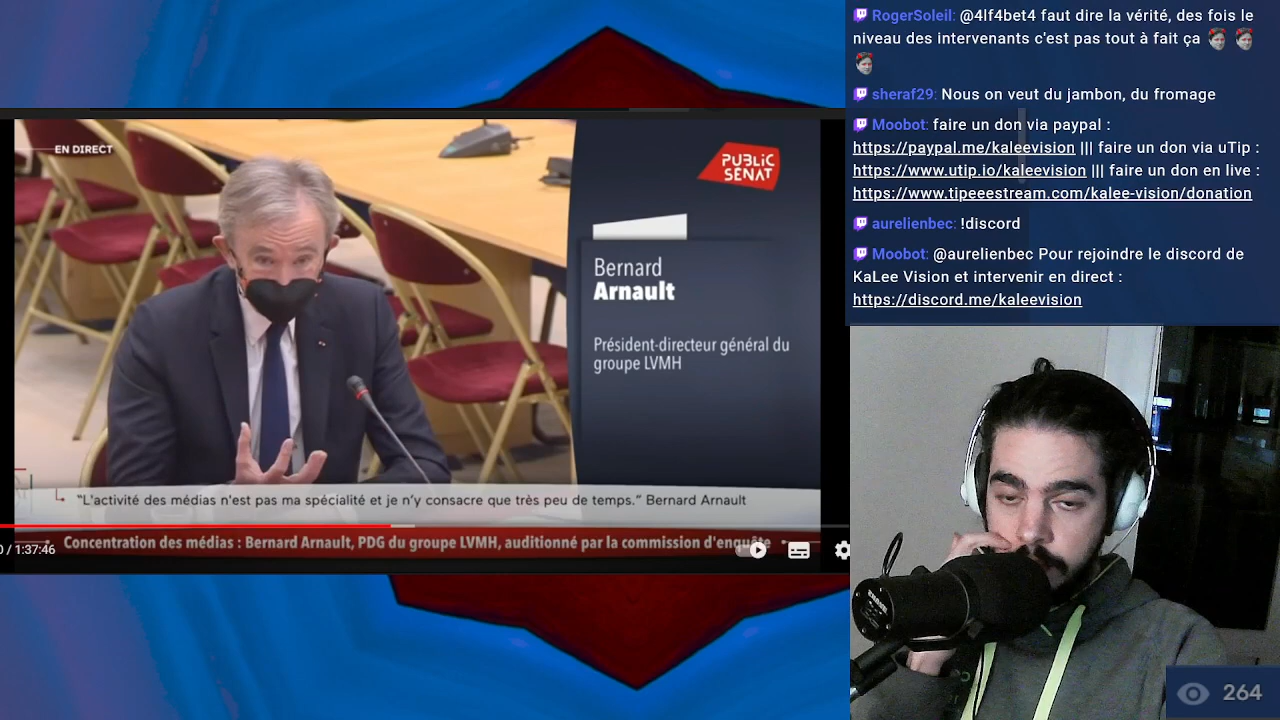 EN DIRECT
PUBLIC
SÉNAT
Bernard
Arnault
Président-directeur général du
groupe LVMH
"L'activité des médias n'est pas ma spécialité et je n'y consacre que très peu de temps." Bernard Arnault
0 / 1:37:46
Concentration des médias : Bernard Arnault, PDG du groupe LVMH, auditionné par la commission d'enquête
RogerSoleil: @4lf4bet4 faut dire la vérité, des fois le
niveau des intervenants c'est pas tout à fait ça
sheraf29: Nous on veut du jambon, du fromage
Moobot: faire un don via paypal :
https://paypal.me/kaleevision ||| faire un don via uTip :
https://www.utip.io/kaleevision ||| faire un don en live :
https://www.tipeeestream.com/kalee-vision/donation
aurelienbec: !discord
Moobot: @aurelienbec Pour rejoindre le discord de
KaLee Vision et intervenir en direct :
https://discord.me/kaleevision
264